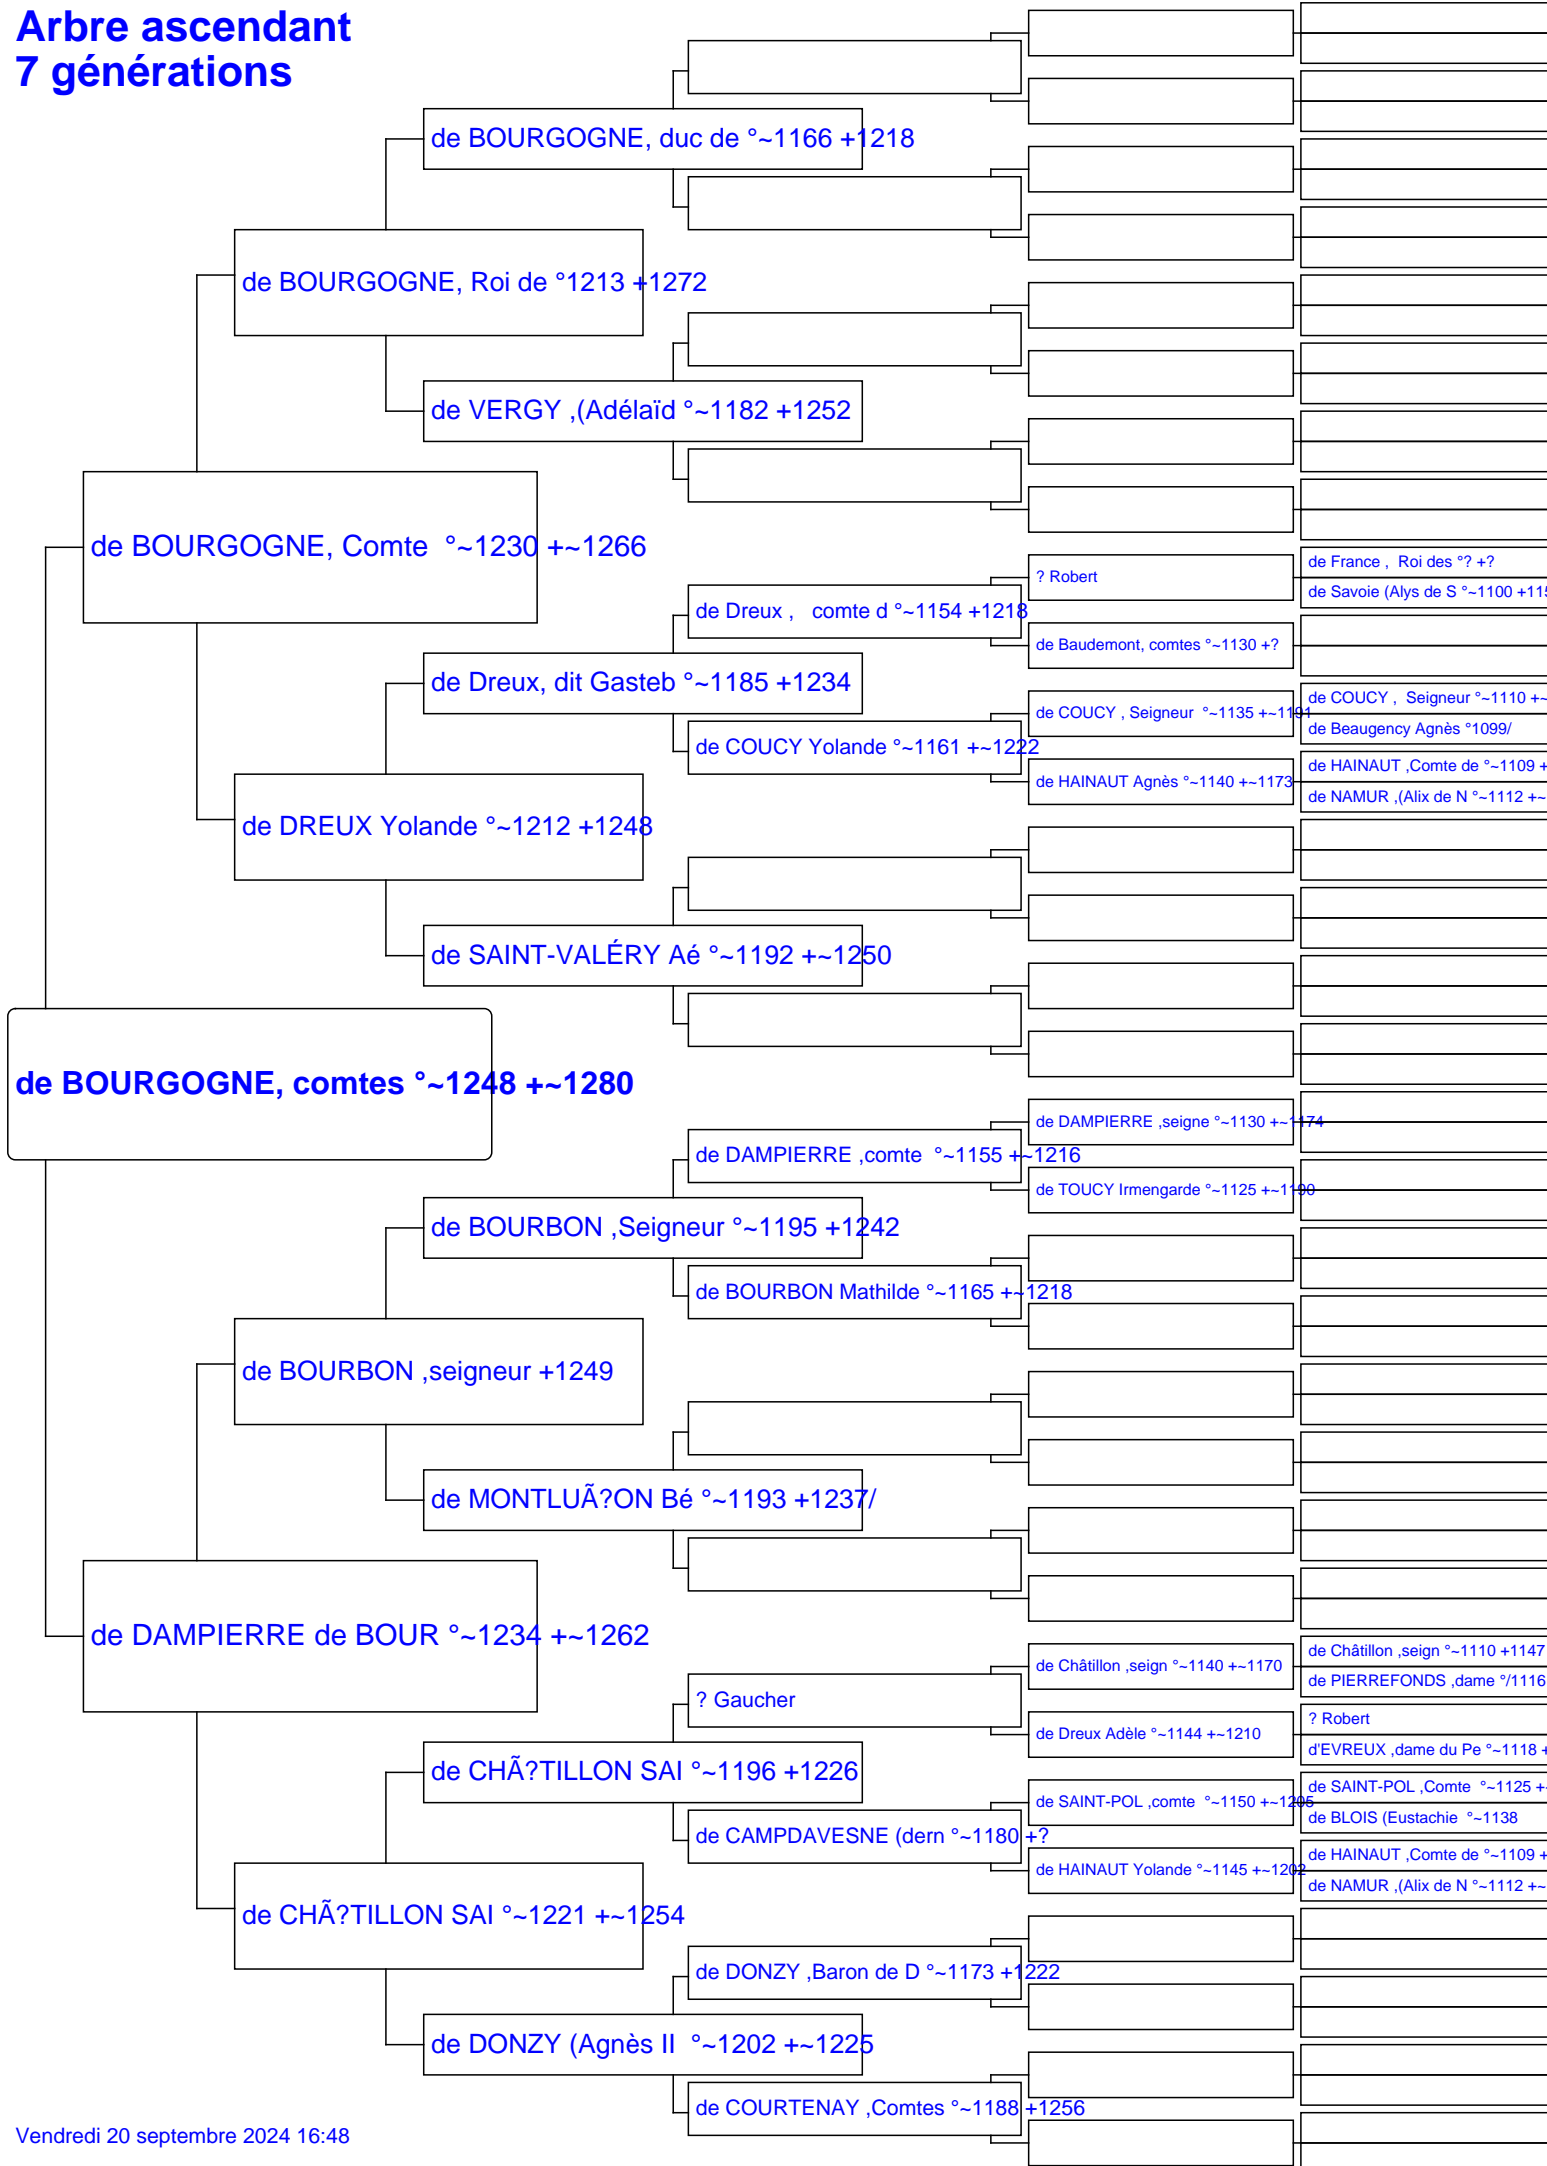 Arbre ascendant
7 générations
de BOURGOGNE, duc de °~1166 +1218
de BOURGOGNE, Roi de °1213 +1272
de VERGY ,(Adélaïd °~1182 +1252
de BOURGOGNE, Comte °~1230 +~1266
? Robert
de France , Roi des °? +?
de Savoie (Alys de S °~1100 +115
de Dreux , comte d °~1154 +1218
de Baudemont, comtes °~1130 +?
de Dreux, dit Gasteb °~1185 +1234
de COUCY , Seigneur °~1135 +~1191
de COUCY , Seigneur °~1110 +~
de Beaugency Agnès °1099/
de COUCY Yolande °~1161 +~1222
de HAINAUT Agnès °~1140 +~1173
de HAINAUT ,Comte de °~1109 +
de NAMUR ,(Alix de N °~1112 +~
de DREUX Yolande °~1212 +1248
de SAINT-VALÉRY Aé °~1192 +~1250
de BOURGOGNE, comtes °~1248 +~1280
de DAMPIERRE ,seigne °~1130 +~1174
de DAMPIERRE ,comte °~1155 +~1216
de TOUCY Irmengarde °~1125 +~1190
de BOURBON ,Seigneur °~1195 +1242
de BOURBON Mathilde °~1165 +~1218
de BOURBON ,seigneur +1249
de MONTLUÃ?ON Bé °~1193 +1237/
de DAMPIERRE de BOUR °~1234 +~1262
de Châtillon ,seign °~1140 +~1170
de Châtillon ,seign °~1110 +1147
de PIERREFONDS ,dame °/1116
? Gaucher
de Dreux Adèle °~1144 +~1210
? Robert
d'EVREUX ,dame du Pe °~1118 +
de CHÃ?TILLON SAI °~1196 +1226
de SAINT-POL ,comte °~1150 +~1205
de SAINT-POL ,Comte °~1125 +~
de BLOIS (Eustachie °~1138
de CAMPDAVESNE (dern °~1180 +?
de HAINAUT Yolande °~1145 +~1202
de HAINAUT ,Comte de °~1109 +
de NAMUR ,(Alix de N °~1112 +~
de CHÃ?TILLON SAI °~1221 +~1254
de DONZY ,Baron de D °~1173 +1222
de DONZY (Agnès II °~1202 +~1225
de COURTENAY ,Comtes °~1188 +1256
Vendredi 20 septembre 2024 16:48